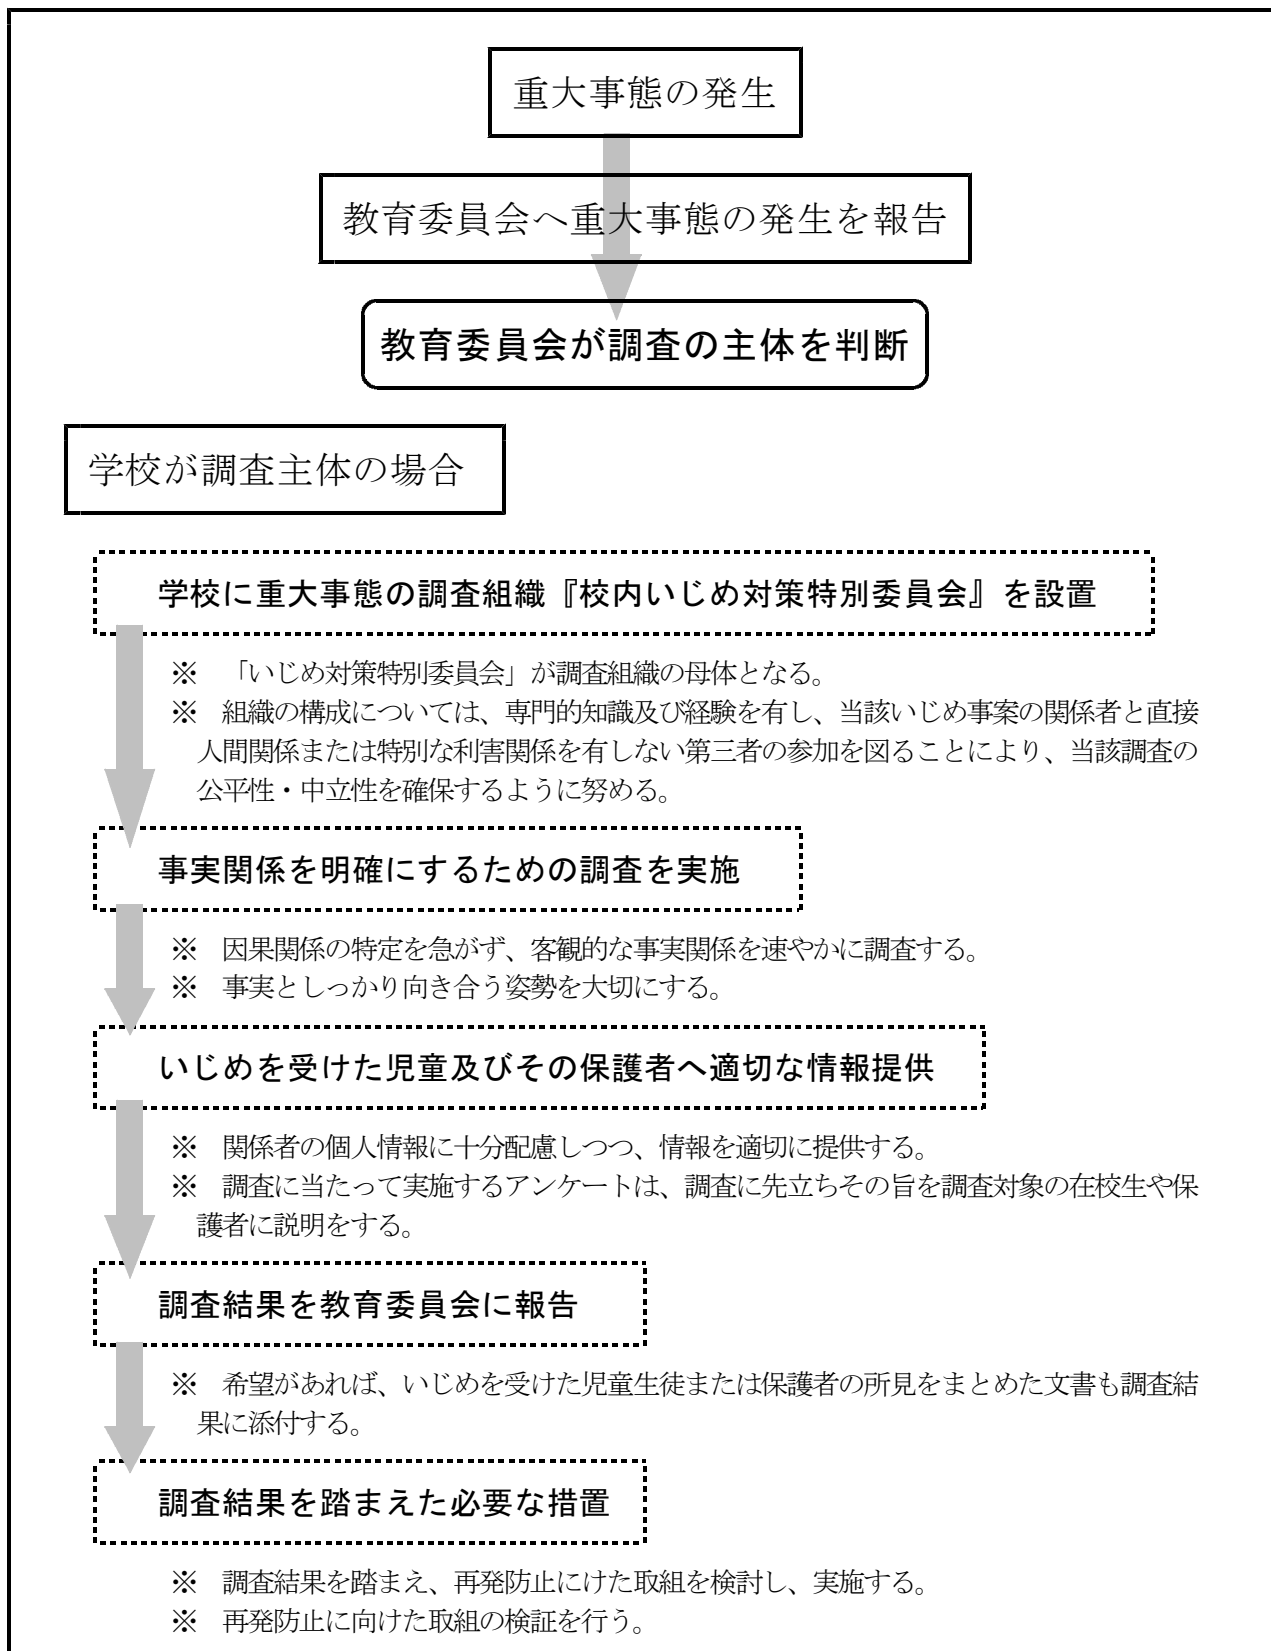 重大事態の発生
教育委員会へ重大事態の発生を報告
教育委員会が調査の主体を判断
学校が調査主体の場合
学校に重大事態の調査組織『校内いじめ対策特別委員会』を設置
※　「いじめ対策特別委員会」が調査組織の母体となる。
※　組織の構成については、専門的知識及び経験を有し、当該いじめ事案の関係者と直接
人間関係または特別な利害関係を有しない第三者の参加を図ることにより、当該調査の
公平性・中立性を確保するように努める。
事実関係を明確にするための調査を実施
※　因果関係の特定を急がず、客観的な事実関係を速やかに調査する。
※　事実としっかり向き合う姿勢を大切にする。
いじめを受けた児童及びその保護者へ適切な情報提供
※　関係者の個人情報に十分配慮しつつ、情報を適切に提供する。
※　調査に当たって実施するアンケートは、調査に先立ちその旨を調査対象の在校生や保
護者に説明をする。
調査結果を教育委員会に報告
※　希望があれば、いじめを受けた児童生徒または保護者の所見をまとめた文書も調査結
果に添付する。
調査結果を踏まえた必要な措置
※　調査結果を踏まえ、再発防止にけた取組を検討し、実施する。
※　再発防止に向けた取組の検証を行う。